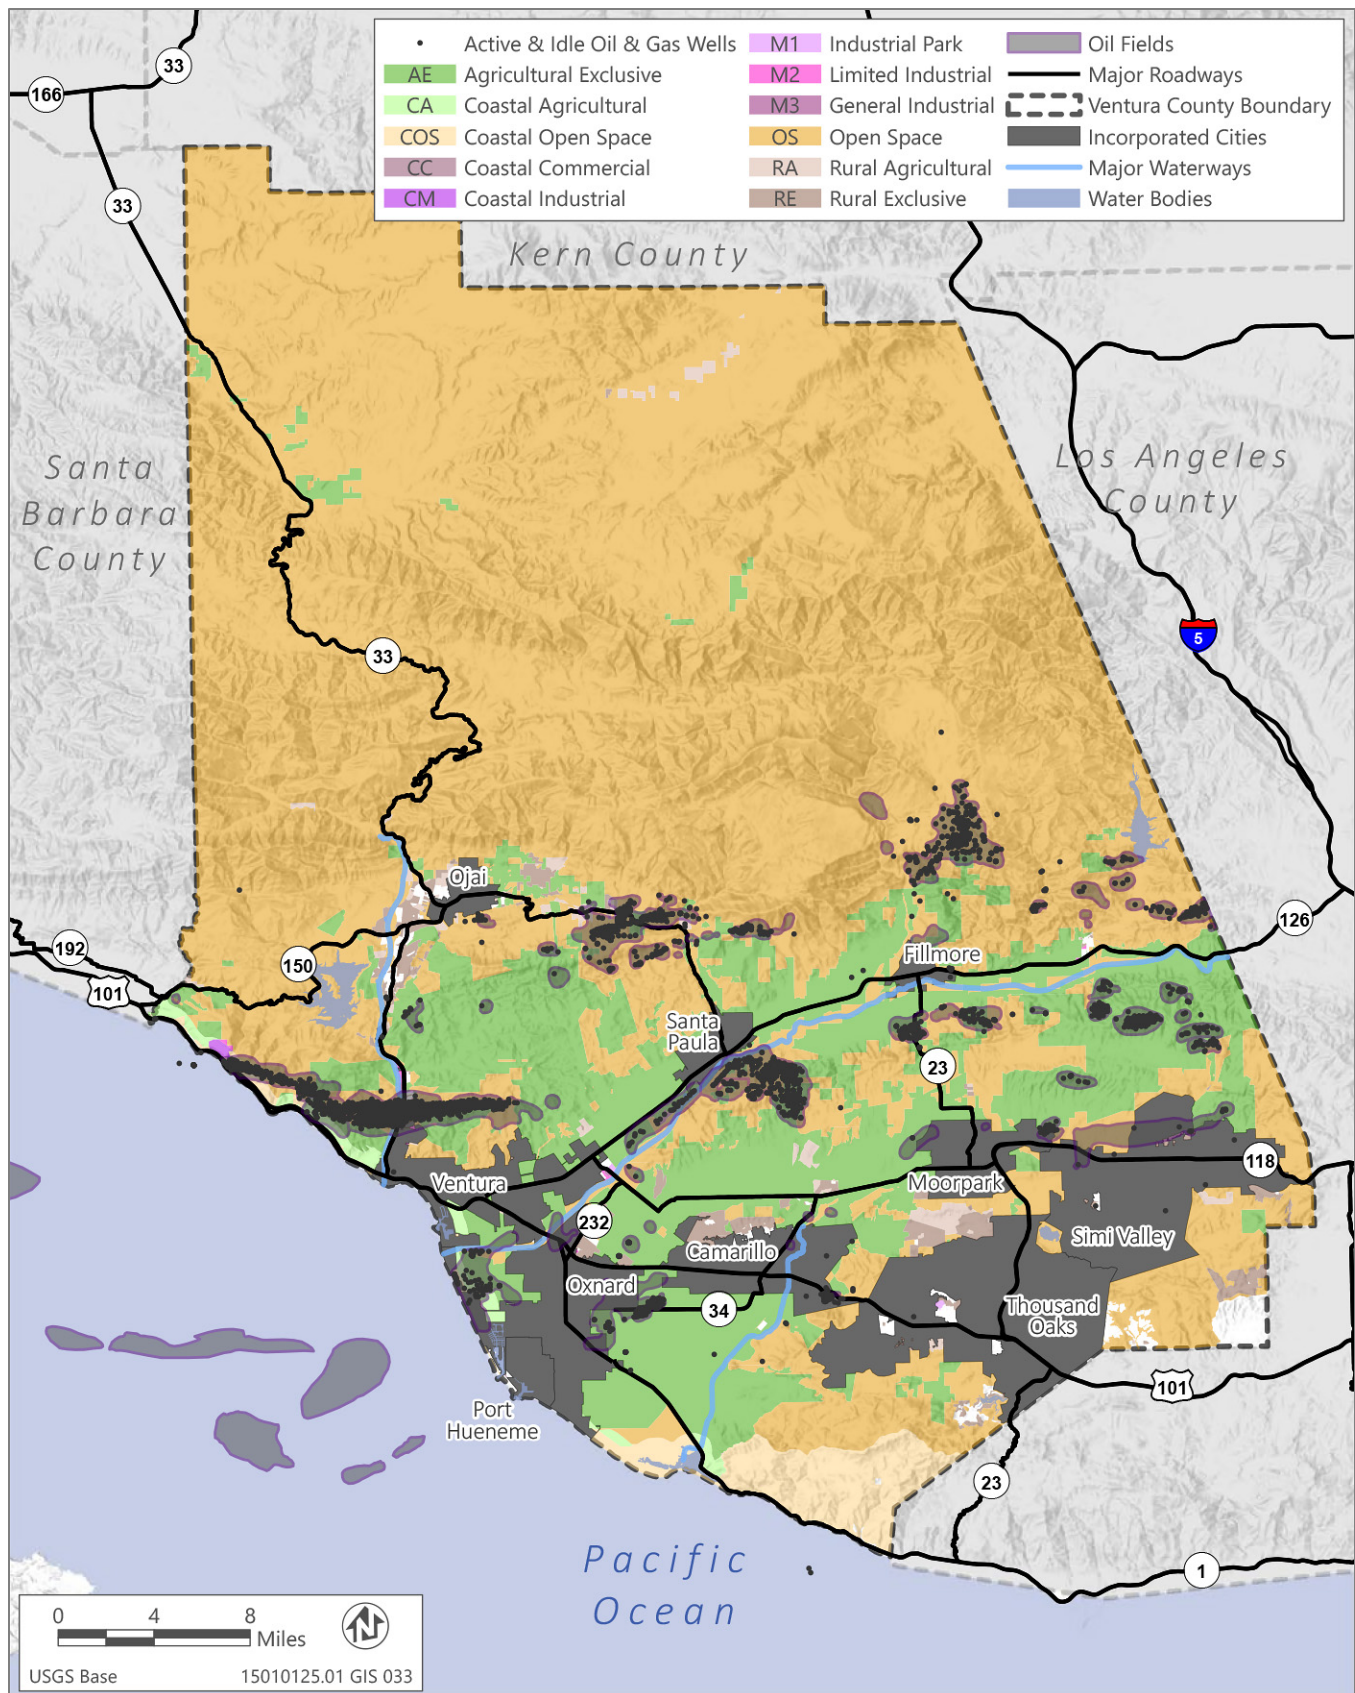 Active & Idle Oil & Gas Wells
AE Agricultural Exclusive
CA Coastal Agricultural
COS Coastal Open Space
CC Coastal Commercial
CM Coastal Industrial
M1 Industrial Park
M2 Limited Industrial
M3 General Industrial
OS Open Space
RA Rural Agricultural
RE Rural Exclusive
Oil Fields
Major Roadways
Ventura County Boundary
Incorporated Cities
Major Waterways
Water Bodies
33
166
33
Kern County
Santa
Barbara
County
Los Angeles
County
5
33
Ojai
126
192
150
101
Fillmore
Santa
Paula
23
118
Ventura
Moorpark
232
Camarillo
Simi Valley
Oxnard
34
Thousand
Oaks
101
Port
Hueneme
23
Pacific
Ocean
1
0 4 8
Miles
N
USGS Base
15010125.01 GIS 033